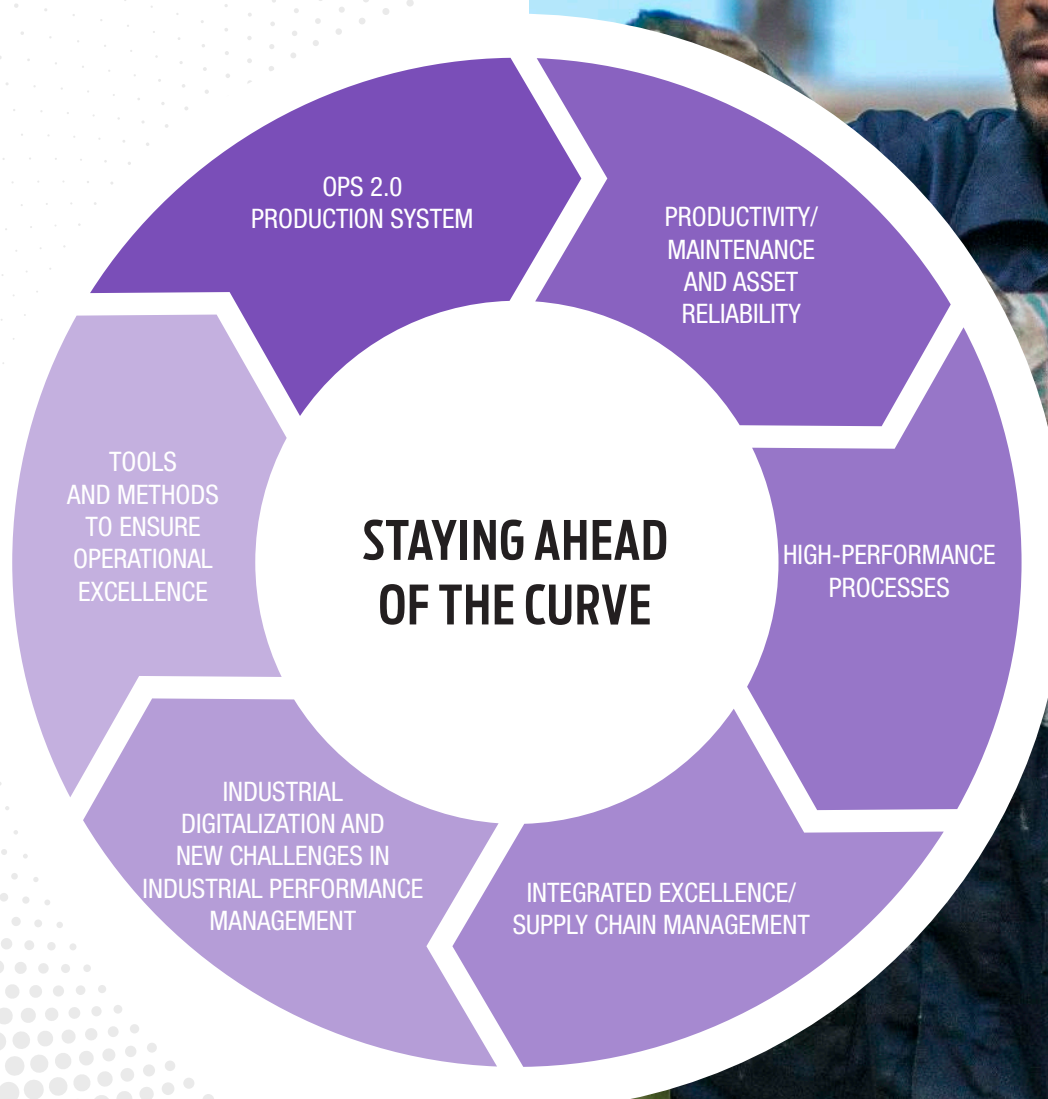 OPS 2.0
PRODUCTION SYSTEM
PRODUCTIVITY/
MAINTENANCE
AND ASSET
RELIABILITY
HIGH-PERFORMANCE
PROCESSES
INTEGRATED EXCELLENCE/
SUPPLY CHAIN MANAGEMENT
INDUSTRIAL
DIGITALIZATION AND
NEW CHALLENGES IN
INDUSTRIAL PERFORMANCE
MANAGEMENT
TOOLS
AND METHODS
TO ENSURE
OPERATIONAL
EXCELLENCE
STAYING AHEAD
OF THE CURVE